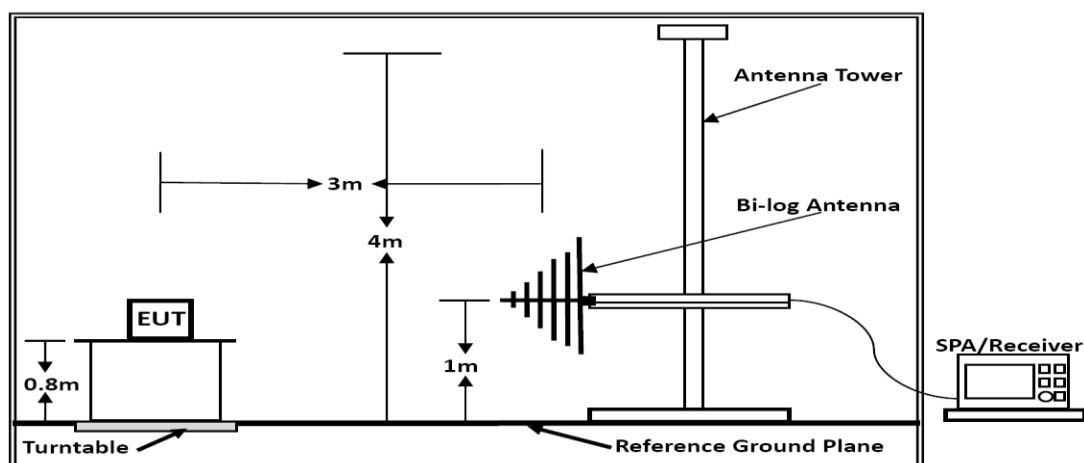 Antenna Tower
3m
Bi-log Antenna
4m
EUT
SPA/Receiver
1m
0.8m
Turntable
Reference Ground Plane